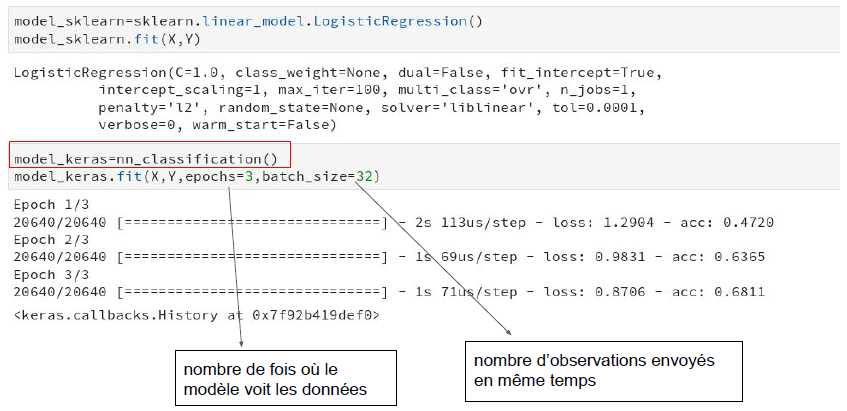 model_sklearn=sklearn.linear_model.LogisticRegression()
model_sklearn.fit(X,Y)
LogisticRegression(C=1.0, class_weight=None, dual=False, fit_intercept=True,
intercept_scaling=1, max_iter=100, multi_class='ovr', n_jobs=1,
penalty='l2', random_state=None, solver='liblinear', tol=0.0001,
verbose=0, warm_start=False)
model_keras=nn_classification()
model_keras.fit(X,Y,epochs=3,batch_size=32)
Epoch 1/3
20640/20640 [==============================] - 2s 113us/step - loss: 1.2904 - acc: 0.4720
Epoch 2/3
20640/20640 [==============================] - 1s 69us/step - loss: 0.9831 - acc: 0.6365
Epoch 3/3
20640/20640 [==============================] - 1s 71us/step - loss: 0.8706 - acc: 0.6811
<keras.callbacks.History at 0x7f92b419def0>
nombre de fois où le
modèle voit les données
nombre d'observations envoyés
en même temps